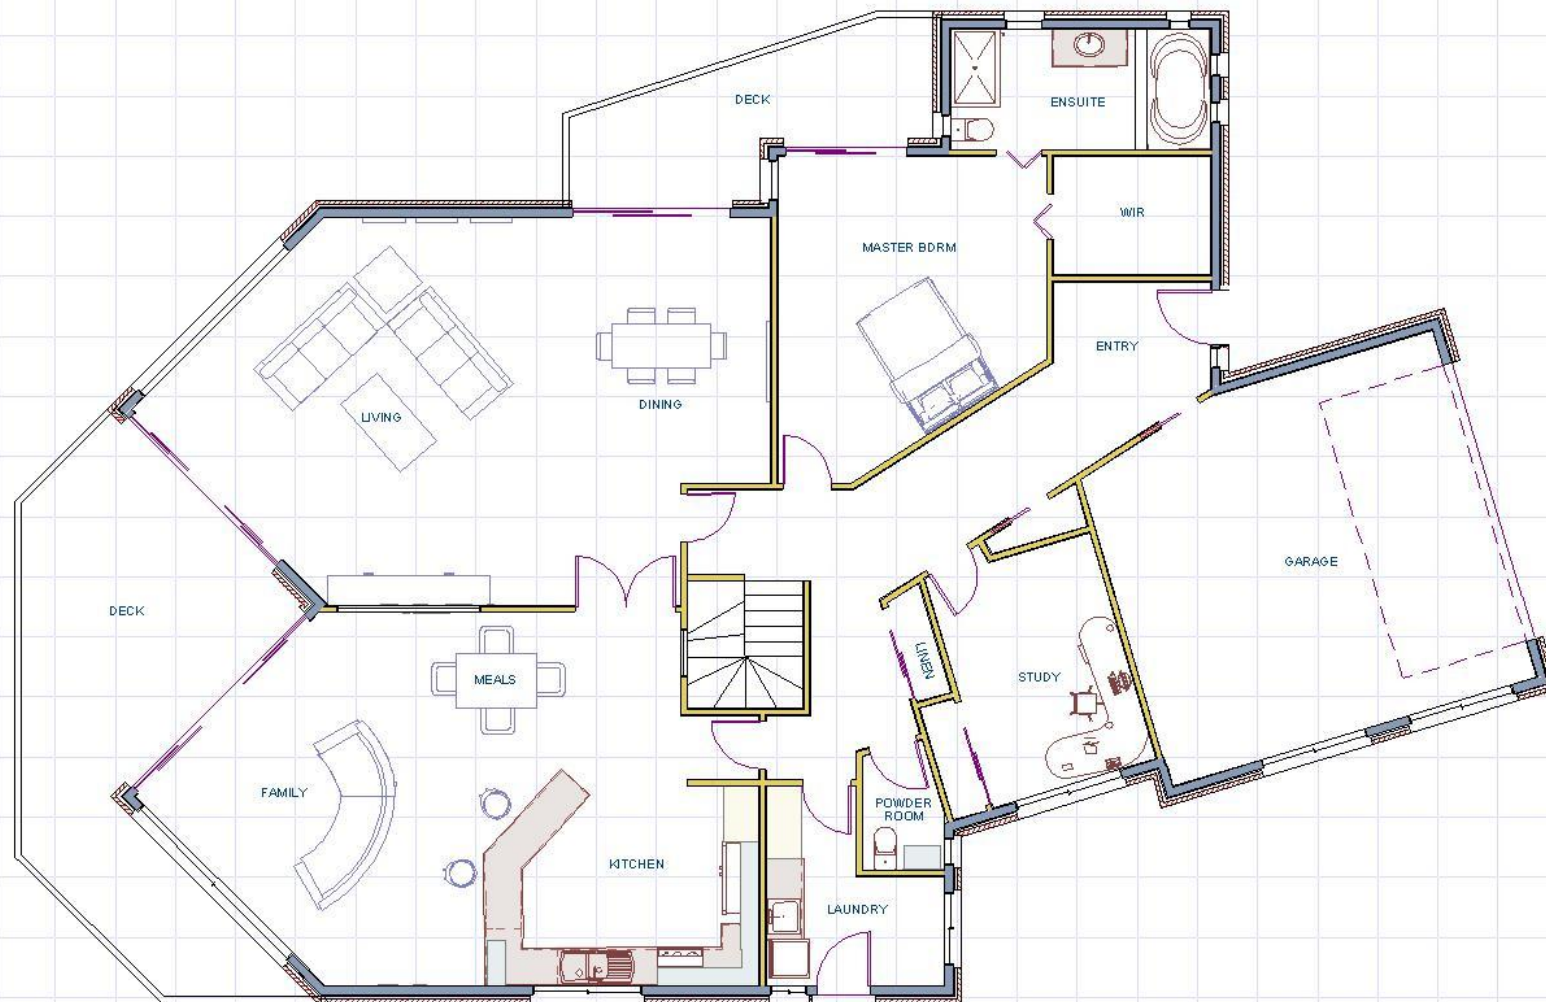 DECK
ENSUITE
WIR
MASTER BDRM
ENTRY
DINING
LIVING
GARAGE
DECK
LINEN
STUDY
MEALS
FAMILY
POWDER
ROOM
KITCHEN
LAUNDRY